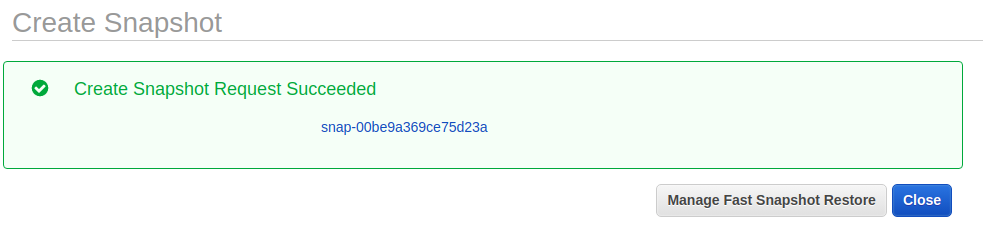 Create Snapshot
Create Snapshot Request Succeeded
snap-00be9a369ce75d23a
Manage Fast Snapshot Restore Close